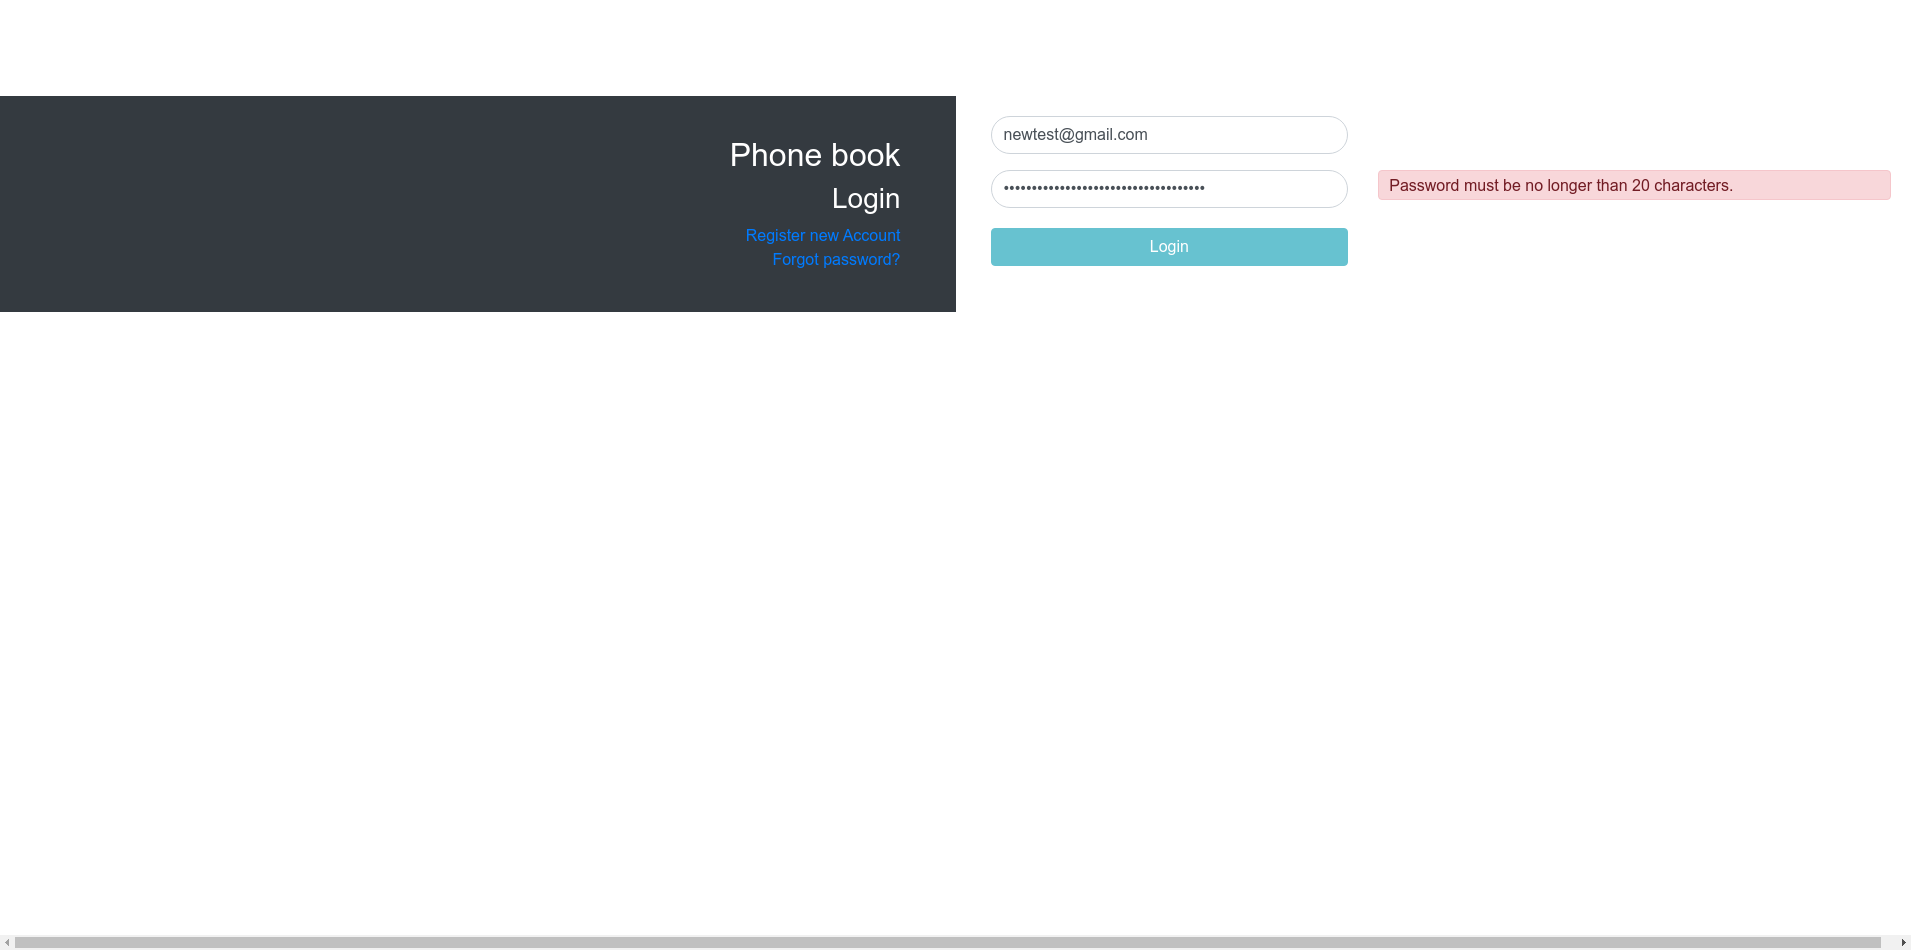 Phone book
Login
Register new Account
Forgot password?
newtest@gmail.com
••••••••••••••••••••••••••••••••••••
Password must be no longer than 20 characters.
Login